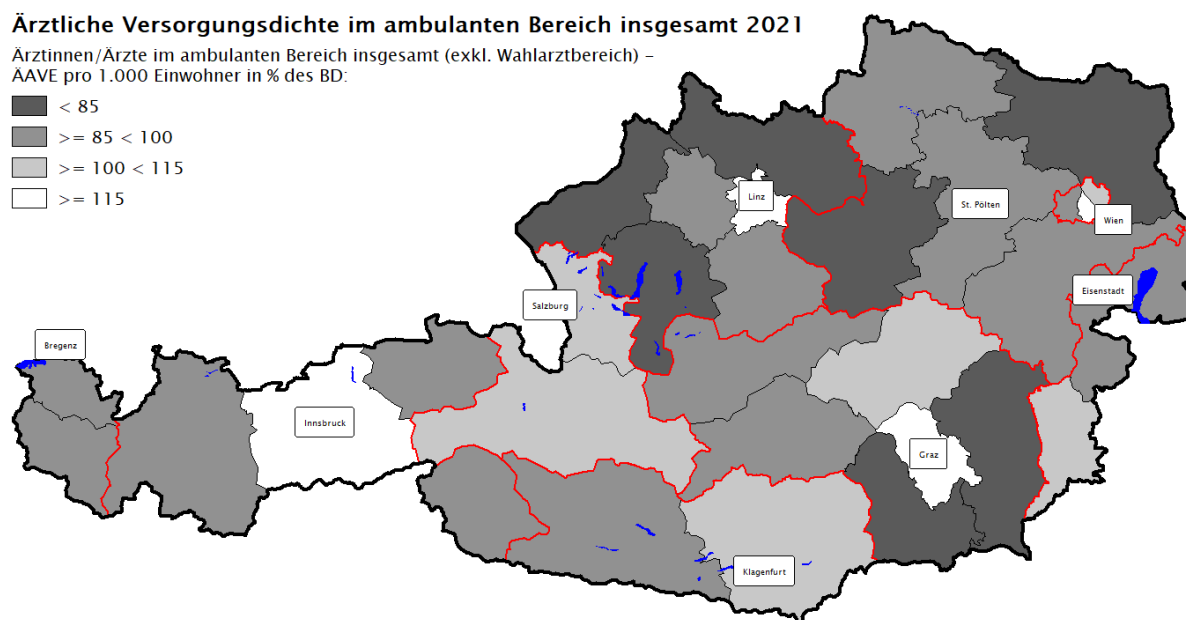 Ärztliche Versorgungsdichte im ambulanten Bereich insgesamt 2021
Ärztinnen/Ärzte im ambulanten Bereich insgesamt (exkl. Wahlarztbereich) –
ÄAVE pro 1.000 Einwohner in % des BD:
< 85
>= 85 < 100
>= 100 < 115
>= 115
Linz
St. Pölten
Wien
Eisenstadt
Salzburg
Bregenz
Innsbruck
Graz
Klagenfurt